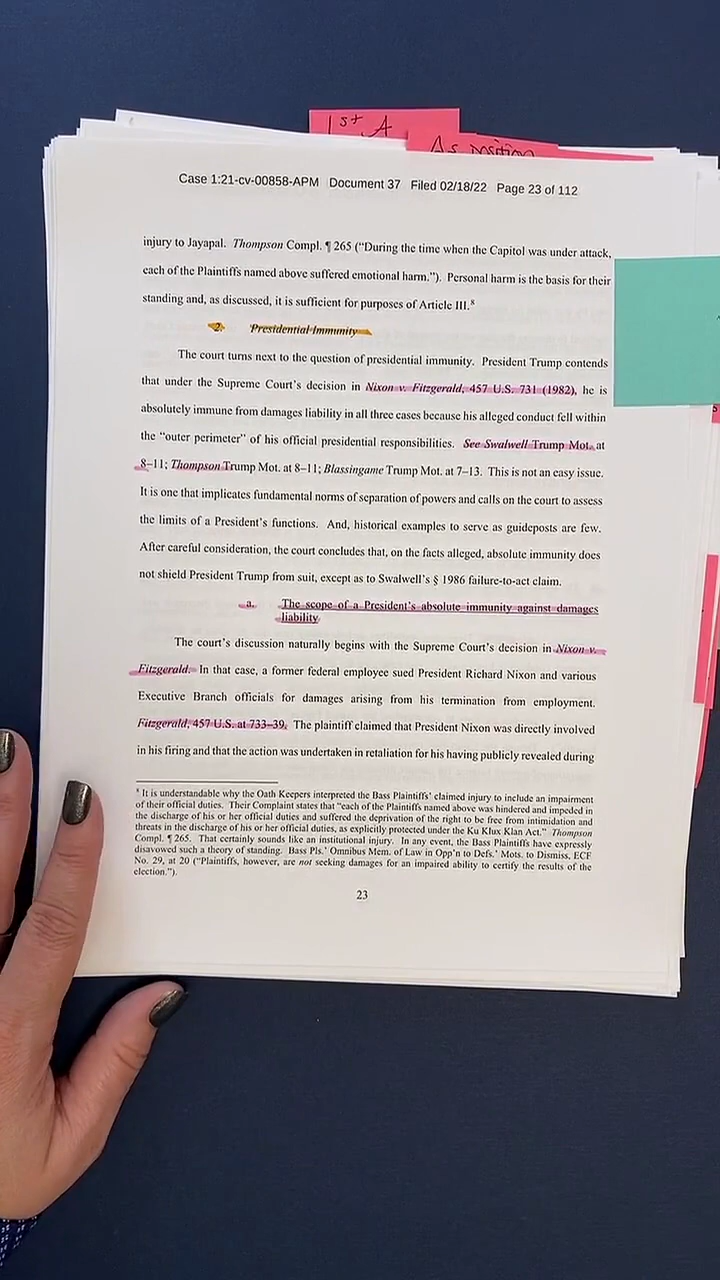 1st A
As
Case 1:21-cv-00858-APM Document 37 Filed 02/18/22 Page 23 of 112
injury to Jayapal. Thompson Compl. ¶ 265 (“During the time when the Capitol was under attack,
each of the Plaintiffs named above suffered emotional harm.”). Personal harm is the basis for their
standing and, as discussed, it is sufficient for purposes of Article III.⁸
2. Presidential Immunity
The court turns next to the question of presidential immunity. President Trump contends
that under the Supreme Court’s decision in Nixon v. Fitzgerald, 457 U.S. 731 (1982), he is
absolutely immune from damages liability in all three cases because his alleged conduct fell within
the “outer perimeter” of his official presidential responsibilities. See Swalwell Trump Mot. at
8–11; Thompson Trump Mot. at 8–11; Blassingame Trump Mot. at 7–13. This is not an easy issue.
It is one that implicates fundamental norms of separation of powers and calls on the court to assess
the limits of a President’s functions. And, historical examples to serve as guideposts are few.
After careful consideration, the court concludes that, on the facts alleged, absolute immunity does
not shield President Trump from suit, except as to Swalwell’s § 1986 failure-to-act claim.
a. The scope of a President’s absolute immunity against damages
liability
The court’s discussion naturally begins with the Supreme Court’s decision in Nixon v.
Fitzgerald. In that case, a former federal employee sued President Richard Nixon and various
Executive Branch officials for damages arising from his termination from employment.
Fitzgerald, 457 U.S. at 733–39. The plaintiff claimed that President Nixon was directly involved
in his firing and that the action was undertaken in retaliation for his having publicly revealed during
⁸ It is understandable why the Oath Keepers interpreted the Bass Plaintiffs’ claimed injury to include an impairment
of their official duties. Their Complaint states that “each of the Plaintiffs named above was hindered and impeded in
the discharge of his or her official duties and suffered the deprivation of the right to be free from intimidation and
threats in the discharge of his or her official duties, as explicitly protected under the Ku Klux Klan Act.” Thompson
Compl. ¶ 265. That certainly sounds like an institutional injury. In any event, the Bass Plaintiffs have expressly
disavowed such a theory of standing. Bass Pls.’ Omnibus Mem. of Law in Opp’n to Defs.’ Mots. to Dismiss, ECF
No. 29, at 20 (“Plaintiffs, however, are not seeking damages for an impaired ability to certify the results of the
election.”).
23